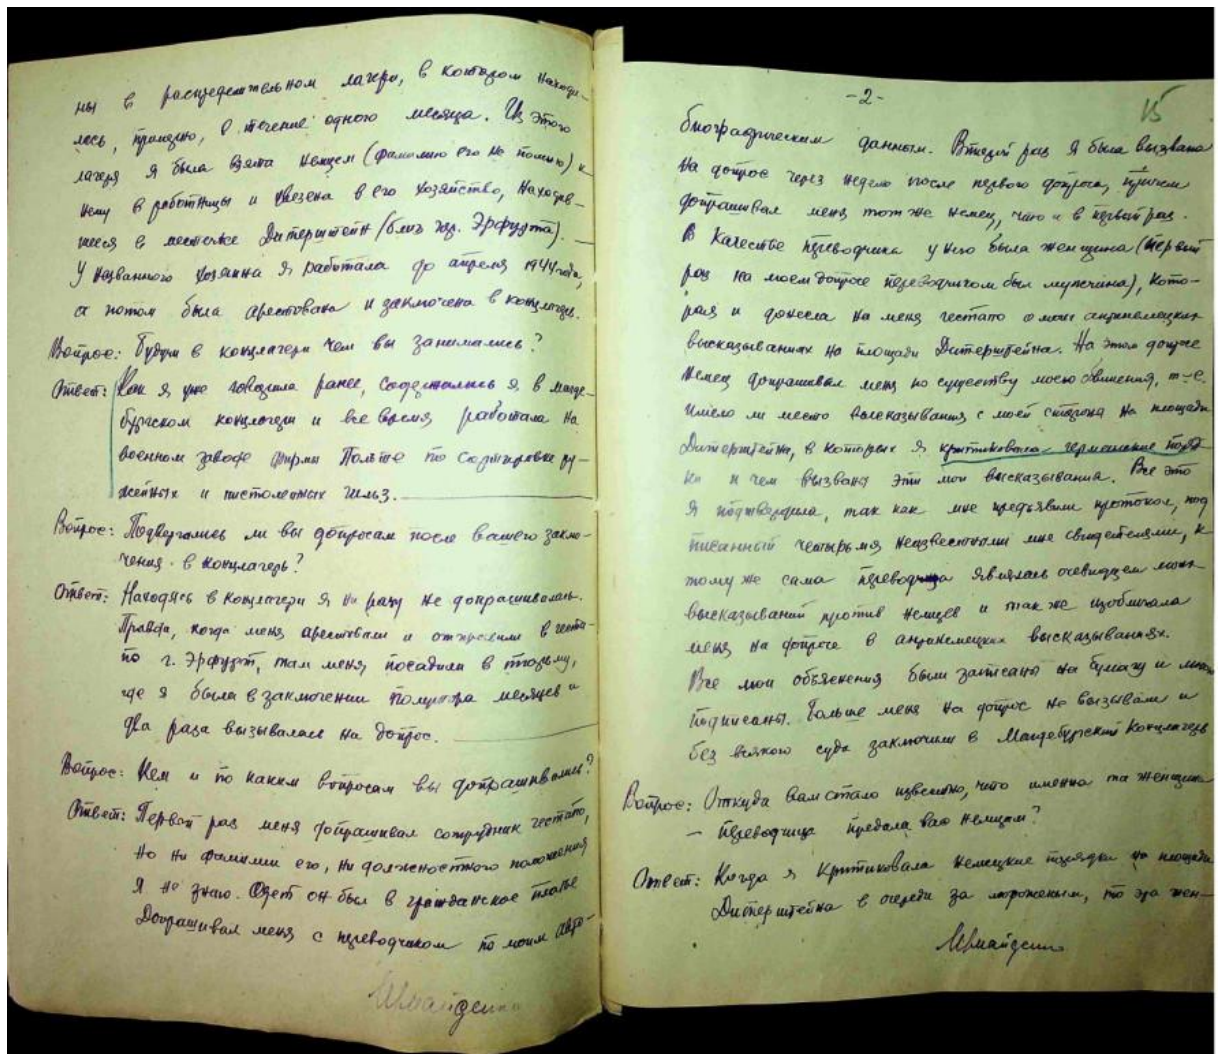 ны в распределительном лагере, в котором находи-
лась, примерно, в течение одного месяца. Из этого
лагеря я была взята немцем (фамилию его не помню) к
нему в работницы и увезена в его хозяйство, находив-
шееся в местечке Дитерштейн (близ гор. Эрфурта). —
У названного хозяина я работала до апреля 1944 года,
а потом была арестована и заключена в концлагерь.
Вопрос: Будучи в концлагере чем вы занимались?
Ответ: Как я уже говорила ранее, содержалась я в магде-
бургском концлагере и все время работала на
военном заводе фирмы Польте по сортировке ру-
жейных и пистолетных гильз.
Вопрос: Подвергались ли вы допросам после вашего заклю-
чения в концлагерь?
Ответ: Находясь в концлагере я ни разу не допрашивалась.
Правда, когда меня арестовали и отправили в геста-
по г. Эрфурт, там меня посадили в тюрьму,
где я была в заключении полутора месяцев и
два раза вызывалась на допрос.
Вопрос: Кем и по каким вопросам вы допрашивались?
Ответ: Первый раз меня допрашивал сотрудник гестапо,
но ни фамилии его, ни должностного положения
я не знаю. Одет он был в гражданское платье
Допрашивал меня с переводчиком по моим авто-
- 2 -
15
биографическим данным. Второй раз я была вызвана
на допрос через неделю после первого допроса, причем
допрашивал меня тот же немец, что и в первый раз.
В качестве переводчика у него была женщина (первый
раз на моем допросе переводчиком был мужчина), кото-
рая и донесла на меня гестапо о моих антинемецких
высказываниях на площади Дитерштейна. На этом допросе
немец допрашивал меня по существу моего обвинения, т-е.
имело ли место высказывания с моей стороны на площади
Дитерштейна, в которых я критиковала германские поряд-
ки и чем вызваны эти мои высказывания. Все это
я подтвердила, так как мне предъявили протокол, под
писанный четырьмя неизвестными мне свидетелями, к
тому же сама переводчица являлась очевидцем моих
высказываний против немцев и также изобличала
меня на допросе в антинемецких высказываниях.
Все мои объяснения были записаны на бумагу и мною
подписаны. Больше меня на допрос не вызывали и
без всякого суда заключили в Магдебургский концлагерь
Вопрос: Откуда вам стало известно, что именно та женщина
— переводчица предала вас немцам?
Ответ: Когда я критиковала немецкие порядки на площади
Дитерштейна в очереди за мороженым, то эта жен-